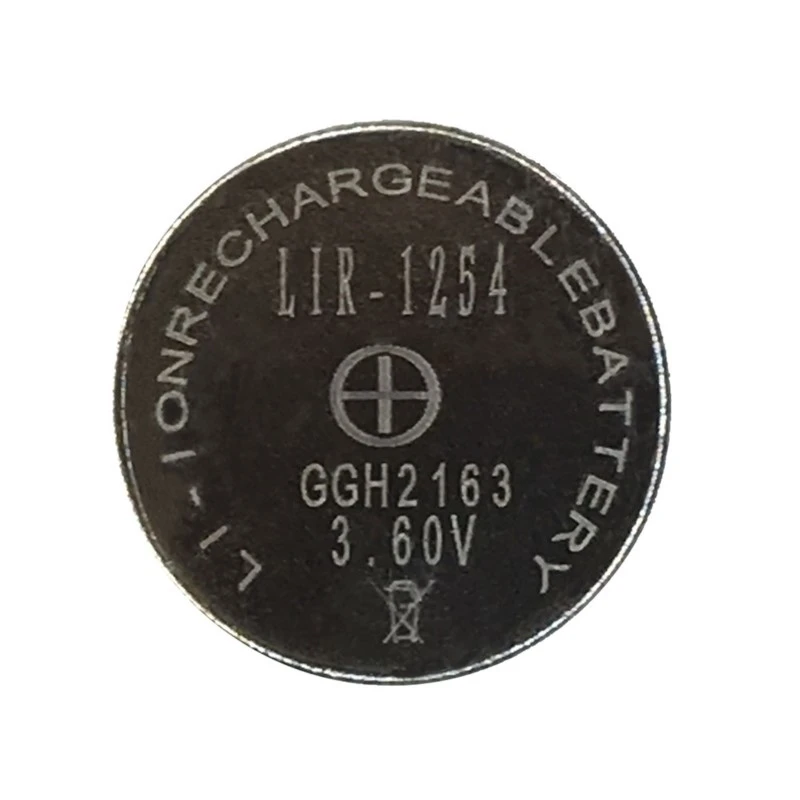 LI-IONRECHARGEABLEBATTERY
LIR-1254
GGH2163
3.60V